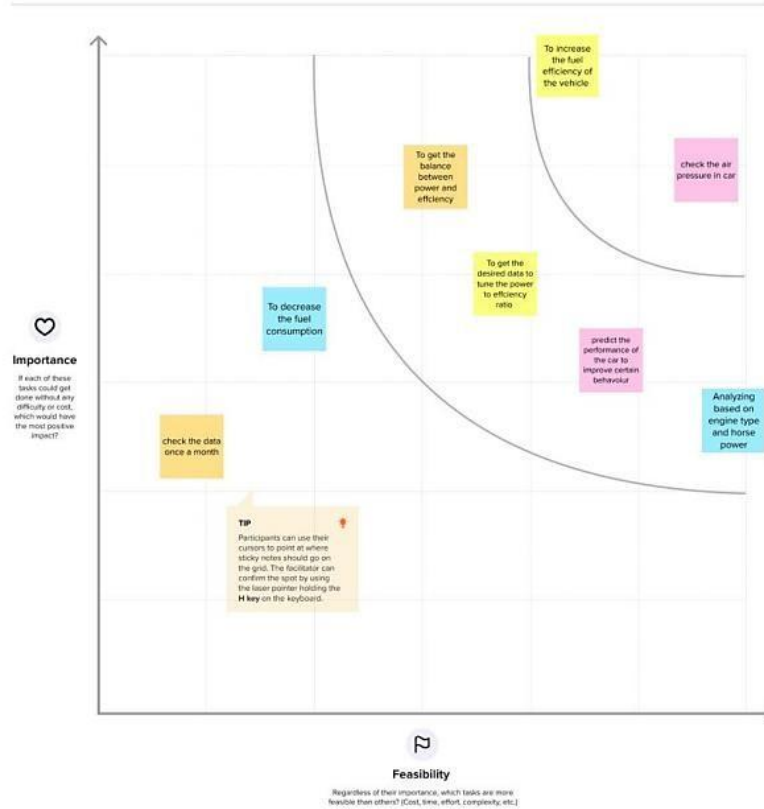 To increase
the fuel
efficiency of
the vehicle
To get the
balance
between
power and
effciency
check the air
pressure in car
To get the
desired data to
tune the power
to effciency
ratio
To decrease
the fuel
consumption
predict the
performance of
the car to
improve certain
behavolur
Importance
If each of these
tasks could get
done without any
difficulty or cost,
which would have
the most positive
impact?
Analyzing
based on
engine type
and horse
power
check the data
once a month
TIP
Participants can use their
cursors to point at where
sticky notes should go on
the grid. The facilitator can
confirm the spot by using
the laser pointer holding the
H key on the keyboard.
Feasibility
Regardless of their importance, which tasks are more
feasible than others? (Cost, time, effort, complexity, etc.)